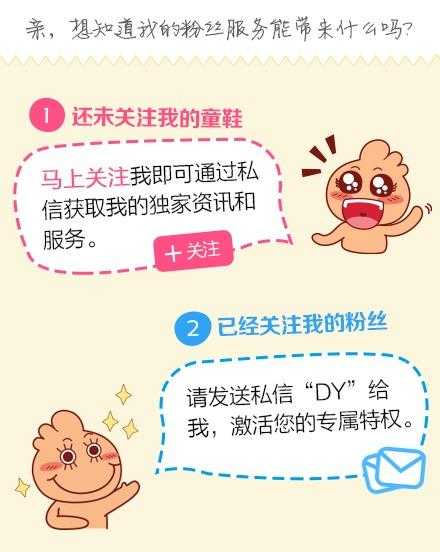 亲，想知道我的粉丝服务能带来什么吗？
1 还未关注我的童鞋
马上关注我即可通过私
信获取我的独家资讯和
服务。
＋关注
2 已经关注我的粉丝
请发送私信“DY”给
我，激活您的专属特权。